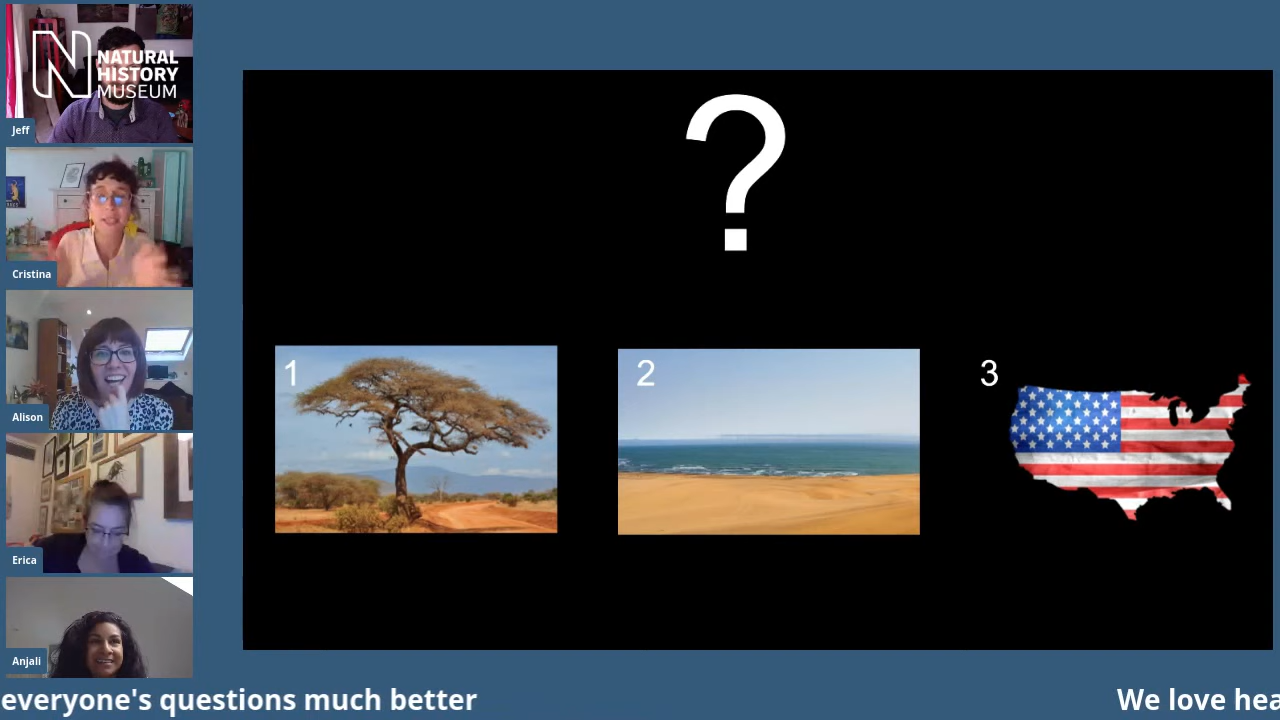 N
NATURAL
HISTORY
MUSEUM
Jeff
Cristina
Alison
Erica
Anjali
?
1
2
3
everyone's questions much better
We love hea